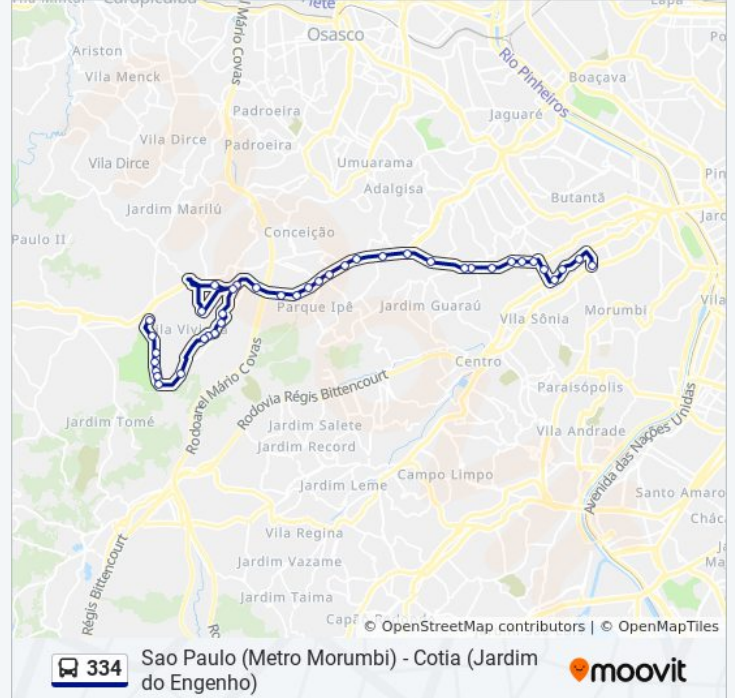 Osasco
Ariston
l Mário Covas
Vila Menck
Rio Pinheiros
Boaçava
Padroeira
Jaguaré
Vila Dirce
Padroeira
Vila Dirce
Umuarama
Adalgisa
Butantã
Jardim Marilú
Paulo II
Conceição
Parque Ipê
Jardim Guaraú
Morumbi
Vila Sônia
Centro
Rodoanel Mário Covas
Rodovia Régis Bittencourt
Paraisópolis
Jardim Tomé
Jardim Salete
Vila Andrade
Avenida das Nações Unidas
Jardim Record
Campo Limpo
Jardim Leme
Santo Amaro
Vila Regina
Régis Bittencourt
Jardim Vazame
Jardim Taima
© OpenStreetMap contributors | © OpenMapTiles
334
Sao Paulo (Metro Morumbi) - Cotia (Jardim
do Engenho)
moovit